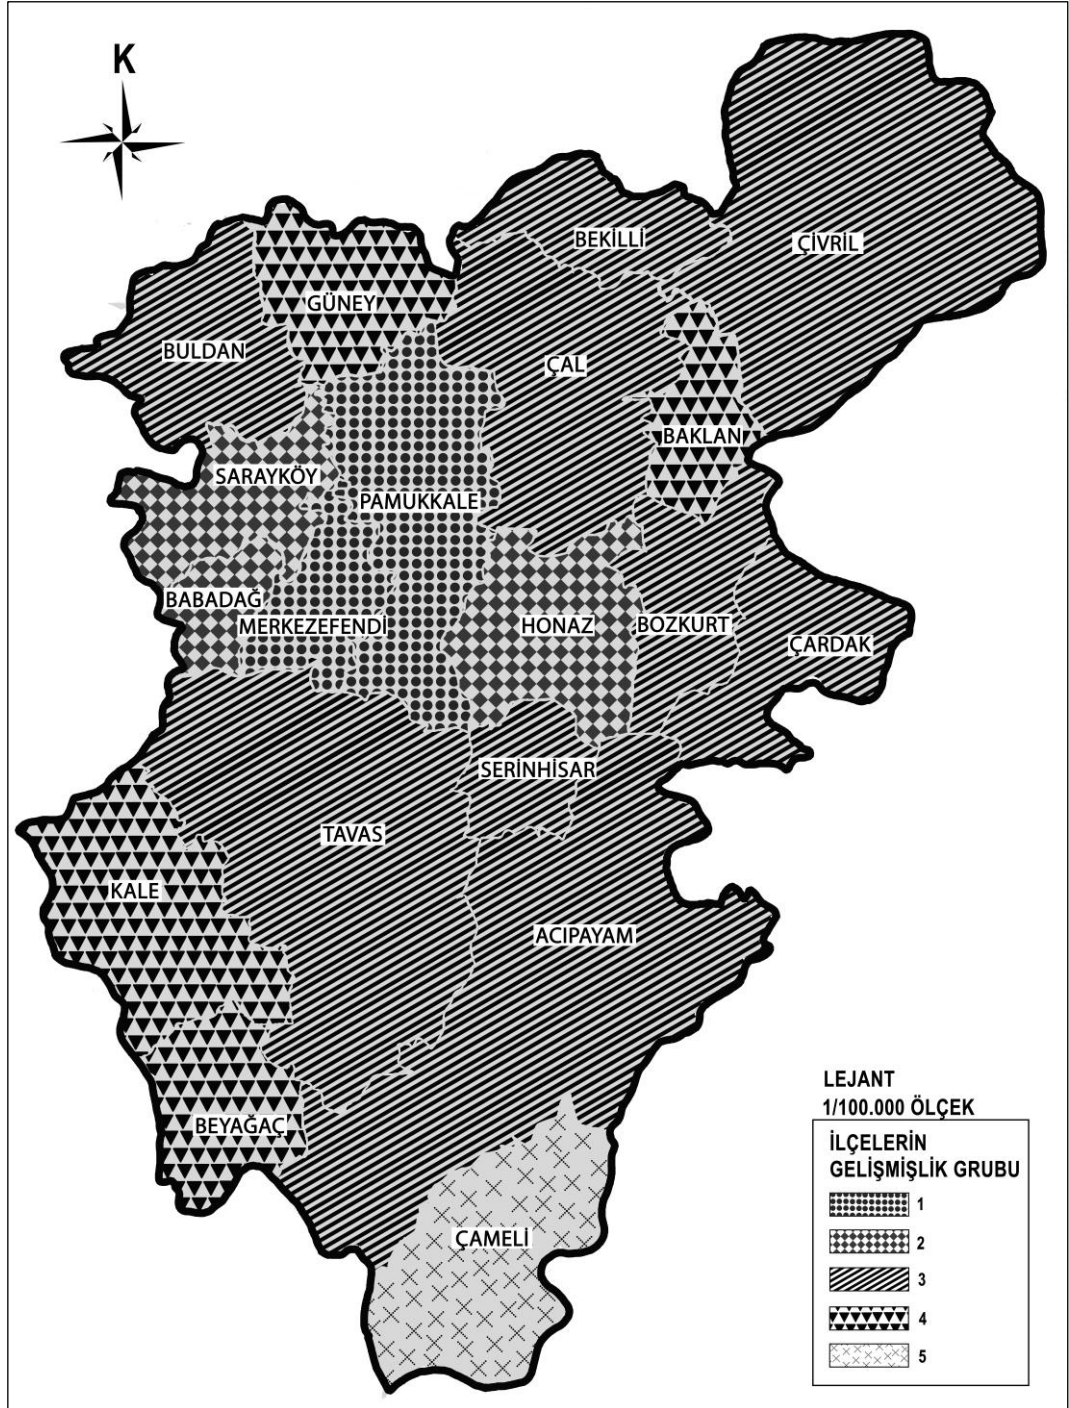 K
BEKİLLİ
ÇİVRİL
GÜNEY
BULDAN
ÇAL
BAKLAN
SARAYKÖY
PAMUKKALE
BABADAĞ
MERKEZEFENDİ
HONAZ
BOZKURT
ÇARDAK
SERİNHİSAR
TAVAS
KALE
ACIPAYAM
BEYAĞAÇ
ÇAMELİ
LEJANT
1/100.000 ÖLÇEK
İLÇELERİN
GELİŞMİŞLİK GRUBU
1
2
3
4
5